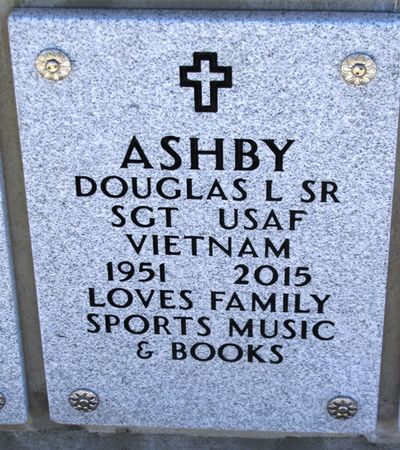 ASHBY
DOUGLAS L SR
SGT USAF
VIETNAM
1951 2015
LOVES FAMILY
SPORTS MUSIC
& BOOKS